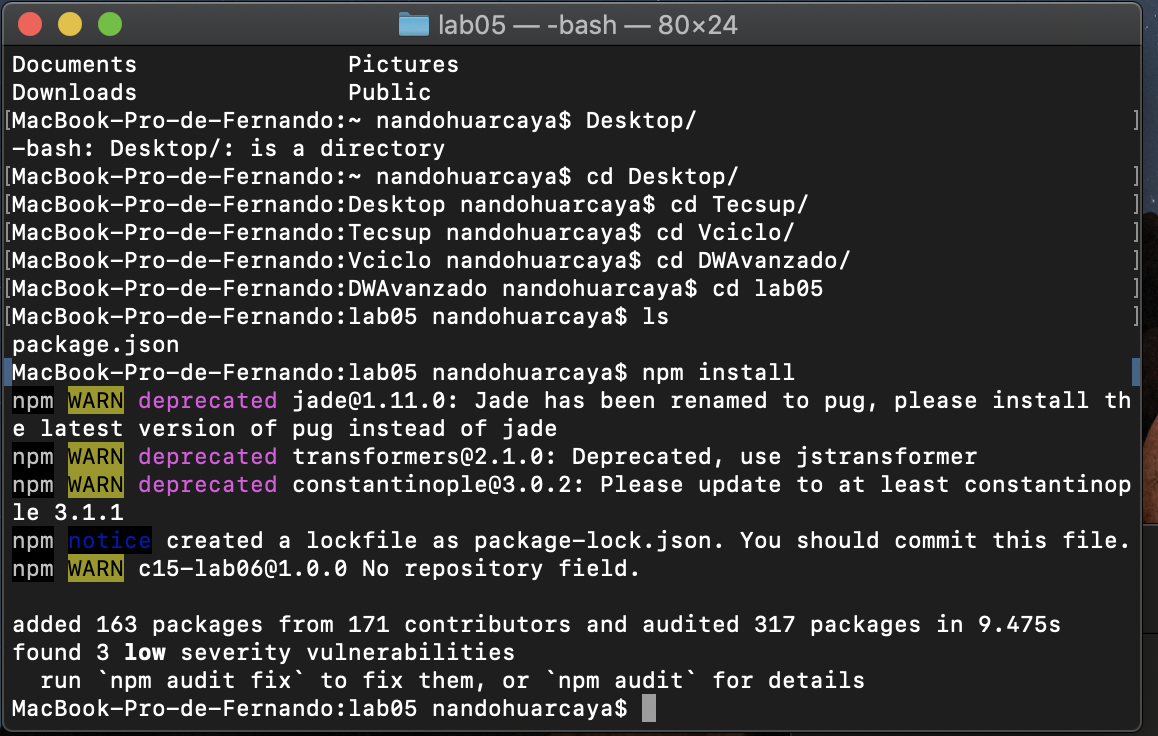 lab05 — -bash — 80×24
Documents Pictures
Downloads Public
[MacBook-Pro-de-Fernando:~ nandohuarcaya$ Desktop/ ]
-bash: Desktop/: is a directory
[MacBook-Pro-de-Fernando:~ nandohuarcaya$ cd Desktop/ ]
[MacBook-Pro-de-Fernando:Desktop nandohuarcaya$ cd Tecsup/ ]
[MacBook-Pro-de-Fernando:Tecsup nandohuarcaya$ cd Vciclo/ ]
[MacBook-Pro-de-Fernando:Vciclo nandohuarcaya$ cd DWAvanzado/ ]
[MacBook-Pro-de-Fernando:DWAvanzado nandohuarcaya$ cd lab05 ]
[MacBook-Pro-de-Fernando:lab05 nandohuarcaya$ ls ]
package.json
MacBook-Pro-de-Fernando:lab05 nandohuarcaya$ npm install
npm WARN deprecated jade@1.11.0: Jade has been renamed to pug, please install th
e latest version of pug instead of jade
npm WARN deprecated transformers@2.1.0: Deprecated, use jstransformer
npm WARN deprecated constantinople@3.0.2: Please update to at least constantinop
le 3.1.1
npm notice created a lockfile as package-lock.json. You should commit this file.
npm WARN c15-lab06@1.0.0 No repository field.
added 163 packages from 171 contributors and audited 317 packages in 9.475s
found 3 low severity vulnerabilities
run `npm audit fix` to fix them, or `npm audit` for details
MacBook-Pro-de-Fernando:lab05 nandohuarcaya$